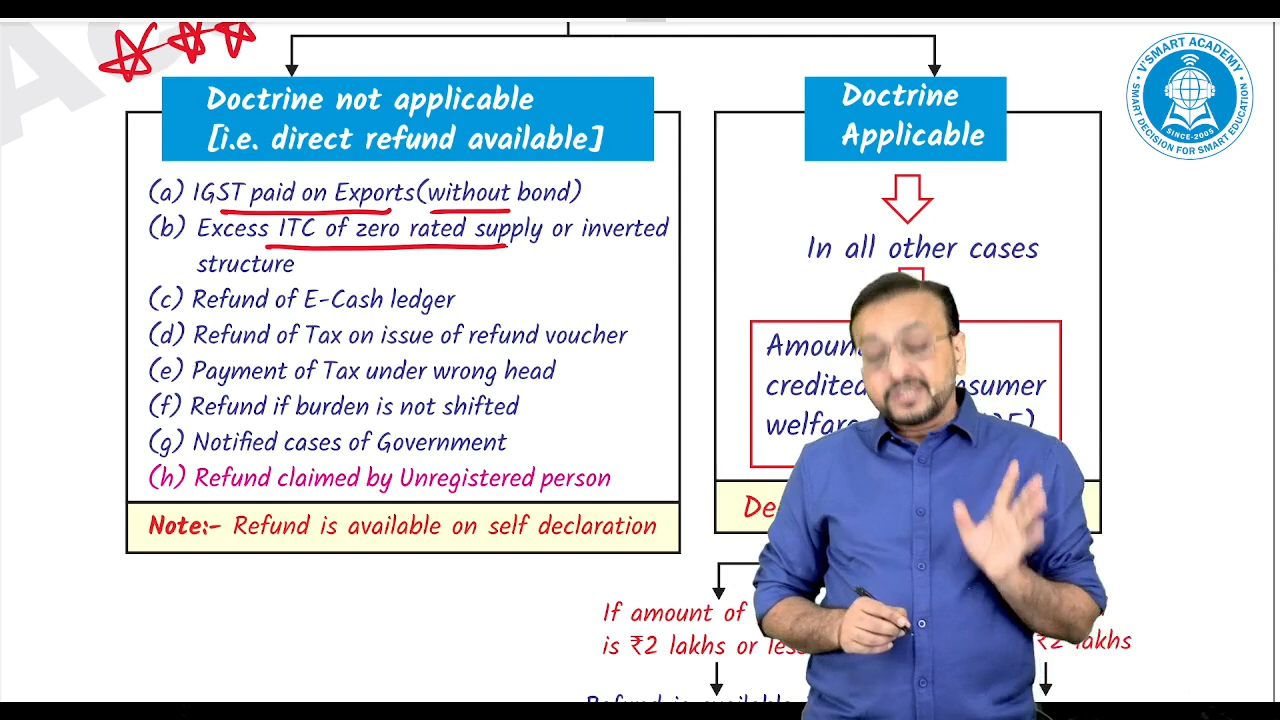 Doctrine not applicable
[i.e. direct refund available]
(a) IGST paid on Exports(without bond)
(b) Excess ITC of zero rated supply or inverted
structure
(c) Refund of E-Cash ledger
(d) Refund of Tax on issue of refund voucher
(e) Payment of Tax under wrong head
(f) Refund if burden is not shifted
(g) Notified cases of Government
(h) Refund claimed by Unregistered person
Note:- Refund is available on self declaration
Doctrine
Applicable
In all other cases
credited
If amount of
is ₹2 lakhs or
₹2 lakhs
Refund is available
V'SMART ACADEMY
SINCE-2005
SMART DECISION FOR SMART EDUCATION